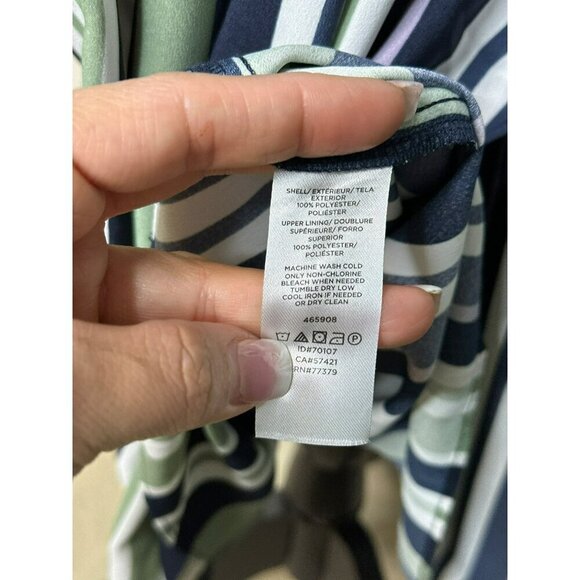 SHELL/EXTÉRIEUR/TELA
EXTERIOR
100% POLYESTER/
POLIÉSTER
UPPER LINING/DOUBLURE
SUPÉRIEURE/FORRO
SUPERIOR
100% POLYESTER/
POLIÉSTER
MACHINE WASH COLD
ONLY NON-CHLORINE
BLEACH WHEN NEEDED
TUMBLE DRY LOW
COOL IRON IF NEEDED
OR DRY CLEAN
465908
ID#70107
CA#57421
RN#77379